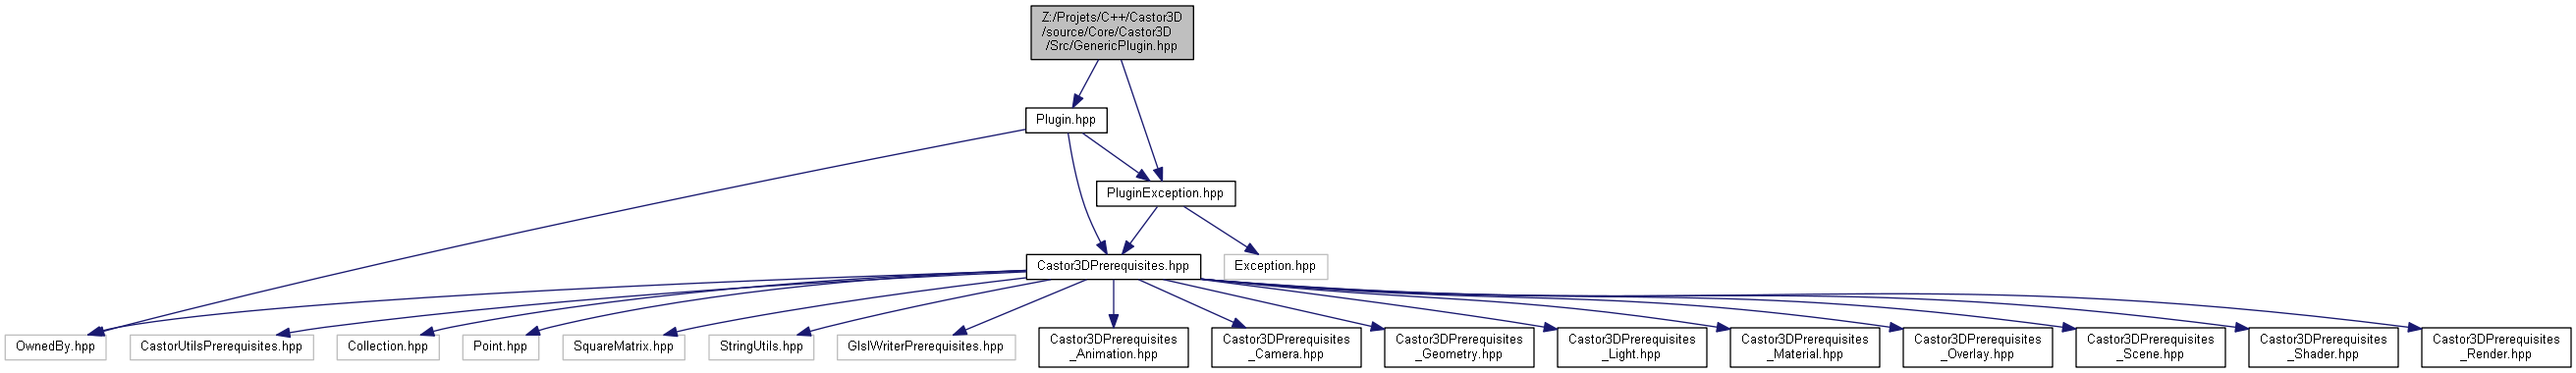 Z:/Projets/C++/Castor3D
/source/Core/Castor3D
/Src/GenericPlugin.hpp
Plugin.hpp
PluginException.hpp
Castor3DPrerequisites.hpp
Exception.hpp
OwnedBy.hpp
CastorUtilsPrerequisites.hpp
Collection.hpp
Point.hpp
SquareMatrix.hpp
StringUtils.hpp
GlslWriterPrerequisites.hpp
Castor3DPrerequisites
_Animation.hpp
Castor3DPrerequisites
_Camera.hpp
Castor3DPrerequisites
_Geometry.hpp
Castor3DPrerequisites
_Light.hpp
Castor3DPrerequisites
_Material.hpp
Castor3DPrerequisites
_Overlay.hpp
Castor3DPrerequisites
_Scene.hpp
Castor3DPrerequisites
_Shader.hpp
Castor3DPrerequisites
_Render.hpp